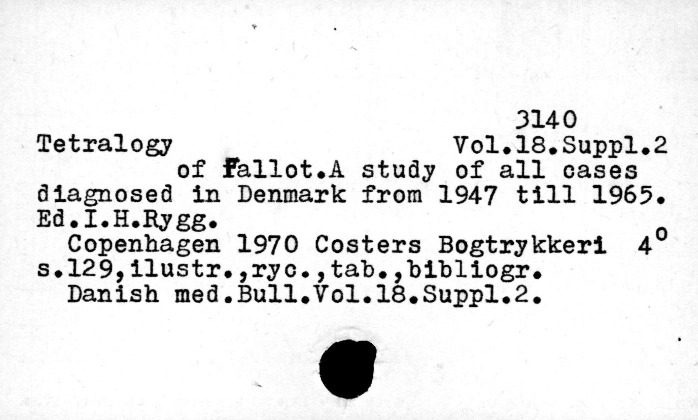 3140
Tetralogy Vol.18.Suppl.2
of Fallot.A study of all cases
diagnosed in Denmark from 1947 till 1965.
Ed.I.H.Rygg.
Copenhagen 1970 Costers Bogtrykkeri 4°
s.129,ilustr.,ryc.,tab.,bibliogr.
Danish med.Bull.Vol.18.Suppl.2.